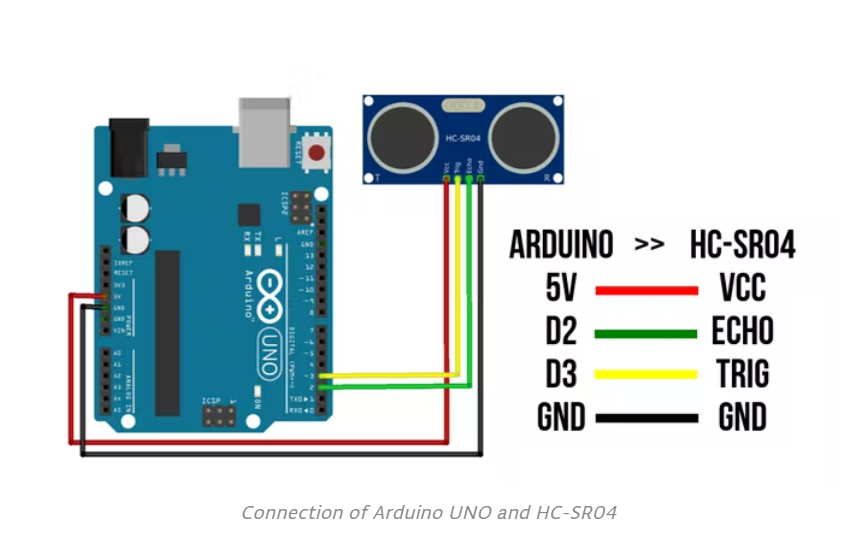 HC-SR04
Vcc
Trig
Echo
Gnd
T
R
RESET
ICSP2
AREF
GND
13
12
~11
~10
~9
8
7
~6
~5
4
~3
2
TXD 1
RXD 0
DIGITAL (PWM~)
L
TX
RX
Arduino
UNO
ON
ICSP
1
IOREF
RESET
3V3
5V
GND
GND
VIN
POWER
A0
A1
A2
A3
A4
A5
ANALOG IN
ARDUINO >> HC-SR04
5V VCC
D2 ECHO
D3 TRIG
GND GND
Connection of Arduino UNO and HC-SR04